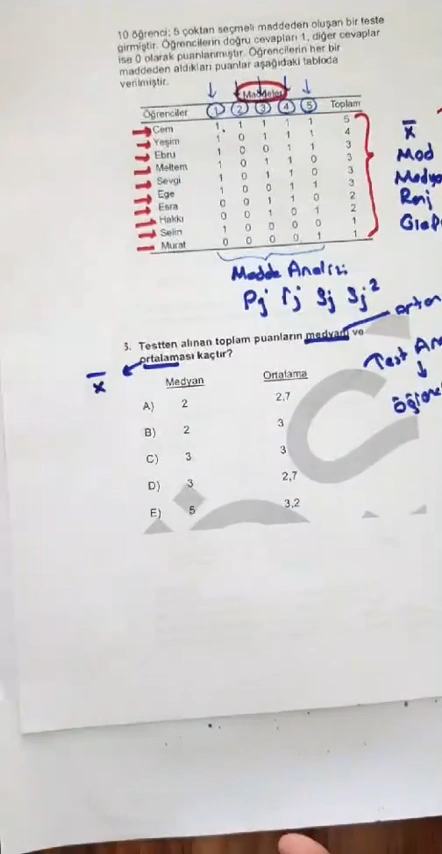 10 öğrenci; 5 çoktan seçmeli maddeden oluşan bir teste
girmiştir. Öğrencilerin doğru cevapları 1, diğer cevaplar
ise 0 olarak puanlanmıştır. Öğrencilerin her bir
maddeden aldıkları puanlar aşağıdaki tabloda
verilmiştir.
Maddeler
Öğrenciler 1 2 3 4 5 Toplam
Cem 1 1 1 1 1 5
Yeşim 1 0 1 1 1 4
Ebru 1 0 0 1 1 3
Meltem 1 0 1 1 0 3
Sevgi 1 0 1 1 0 3
Ege 1 0 0 1 1 3
Esra 0 0 1 1 0 2
Hakkı 0 0 1 0 1 2
Selin 1 0 0 0 0 1
Murat 0 0 0 0 1 1
x̄
Mod
Medya
Ranj
Madde Analizi
Pj rj Sj Sj²
3. Testten alınan toplam puanların medyan ve
ortalaması kaçtır?
x̄
Test An
Öğrenc
Medyan Ortalama
A) 2 2,7
B) 2 3
C) 3 3
D) 3 2,7
E) 5 3,2